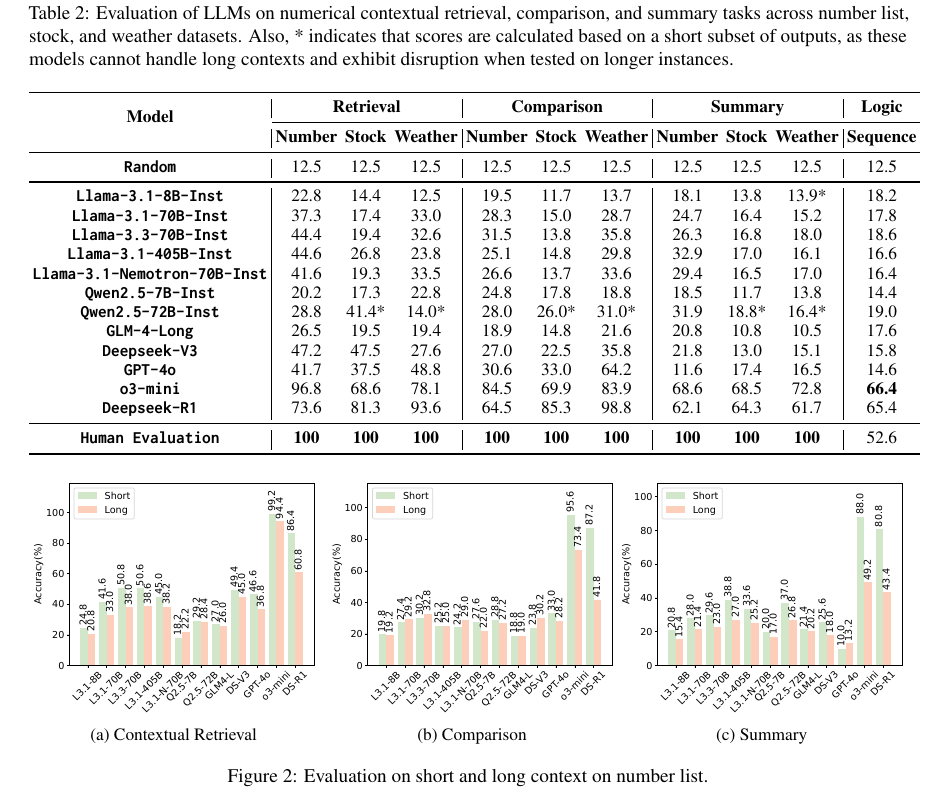 Table 2: Evaluation of LLMs on numerical contextual retrieval, comparison, and summary tasks across number list,
stock, and weather datasets. Also, * indicates that scores are calculated based on a short subset of outputs, as these
models cannot handle long contexts and exhibit disruption when tested on longer instances.
Model Retrieval Comparison Summary Logic
Number Stock Weather Number Stock Weather Number Stock Weather Sequence
Random 12.5 12.5 12.5 12.5 12.5 12.5 12.5 12.5 12.5 12.5
Llama-3.1-8B-Inst 22.8 14.4 12.5 19.5 11.7 13.7 18.1 13.8 13.9* 18.2
Llama-3.1-70B-Inst 37.3 17.4 33.0 28.3 15.0 28.7 24.7 16.4 15.2 17.8
Llama-3.3-70B-Inst 44.4 19.4 32.6 31.5 13.8 35.8 26.3 16.8 18.0 18.6
Llama-3.1-405B-Inst 44.6 26.8 23.8 25.1 14.8 29.8 32.9 17.0 16.1 16.6
Llama-3.1-Nemotron-70B-Inst 41.6 19.3 33.5 26.6 13.7 33.6 29.4 16.5 17.0 16.4
Qwen2.5-7B-Inst 20.2 17.3 22.8 24.8 17.8 18.8 18.5 11.7 13.8 14.4
Qwen2.5-72B-Inst 28.8 41.4* 14.0* 28.0 26.0* 31.0* 31.9 18.8* 16.4* 19.0
GLM-4-Long 26.5 19.5 19.4 18.9 14.8 21.6 20.8 10.8 10.5 17.6
Deepseek-V3 47.2 47.5 27.6 27.0 22.5 35.8 21.8 13.0 15.1 15.8
GPT-4o 41.7 37.5 48.8 30.6 33.0 64.2 11.6 17.4 16.5 14.6
o3-mini 96.8 68.6 78.1 84.5 69.9 83.9 68.6 68.5 72.8 66.4
Deepseek-R1 73.6 81.3 93.6 64.5 85.3 98.8 62.1 64.3 61.7 65.4
Human Evaluation 100 100 100 100 100 100 100 100 100 52.6
Short
Long
Accuracy(%)
100
80
60
40
20
0
24.8 20.8 41.6 33.0 50.8 38.0 50.6 38.6 45.0 38.2 18.2 22.2 29.2 28.4 27.0 26.0 49.4 45.0 46.6 36.8 99.2 94.4 86.4 60.8
L3.1-8B L3.1-70B L3.3-70B L3.1-405B L3.1-N-70B Q2.5-7B Q2.5-72B GLM4-L DS-V3 GPT-4o o3-mini DS-R1
(a) Contextual Retrieval
Short
Long
Accuracy(%)
100
80
60
40
20
0
19.8 19.2 27.4 29.2 30.2 32.8 25.2 25.0 24.2 29.0 27.6 22.0 28.8 27.2 18.8 19.0 23.8 30.2 33.0 28.2 95.6 73.4 87.2 41.8
L3.1-8B L3.1-70B L3.3-70B L3.1-405B L3.1-N-70B Q2.5-7B Q2.5-72B GLM4-L DS-V3 GPT-4o o3-mini DS-R1
(b) Comparison
Short
Long
Accuracy(%)
100
80
60
40
20
0
20.8 15.4 28.0 21.4 29.6 23.0 38.8 27.0 33.6 25.2 20.0 17.0 37.0 26.8 21.4 20.2 25.6 18.0 10.0 13.2 88.0 49.2 80.8 43.4
L3.1-8B L3.1-70B L3.3-70B L3.1-405B L3.1-N-70B Q2.5-7B Q2.5-72B GLM4-L DS-V3 GPT-4o o3-mini DS-R1
(c) Summary
Figure 2: Evaluation on short and long context on number list.